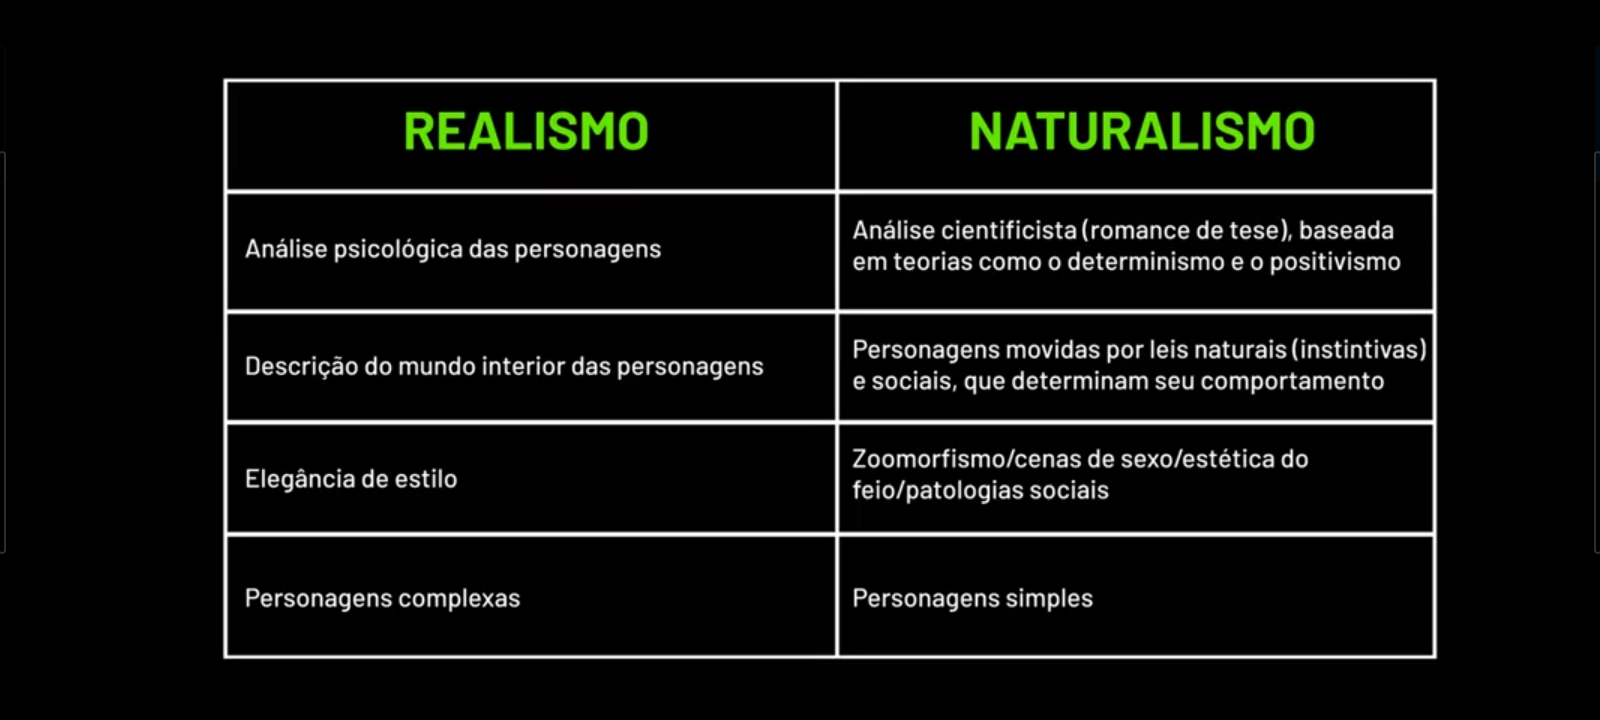 REALISMO
NATURALISMO
Análise psicológica das personagens
Análise cientificista (romance de tese), baseada
em teorias como o determinismo e o positivismo
Descrição do mundo interior das personagens
Personagens movidas por leis naturais (instintivas)
e sociais, que determinam seu comportamento
Elegância de estilo
Zoomorfismo/cenas de sexo/estética do
feio/patologias sociais
Personagens complexas
Personagens simples